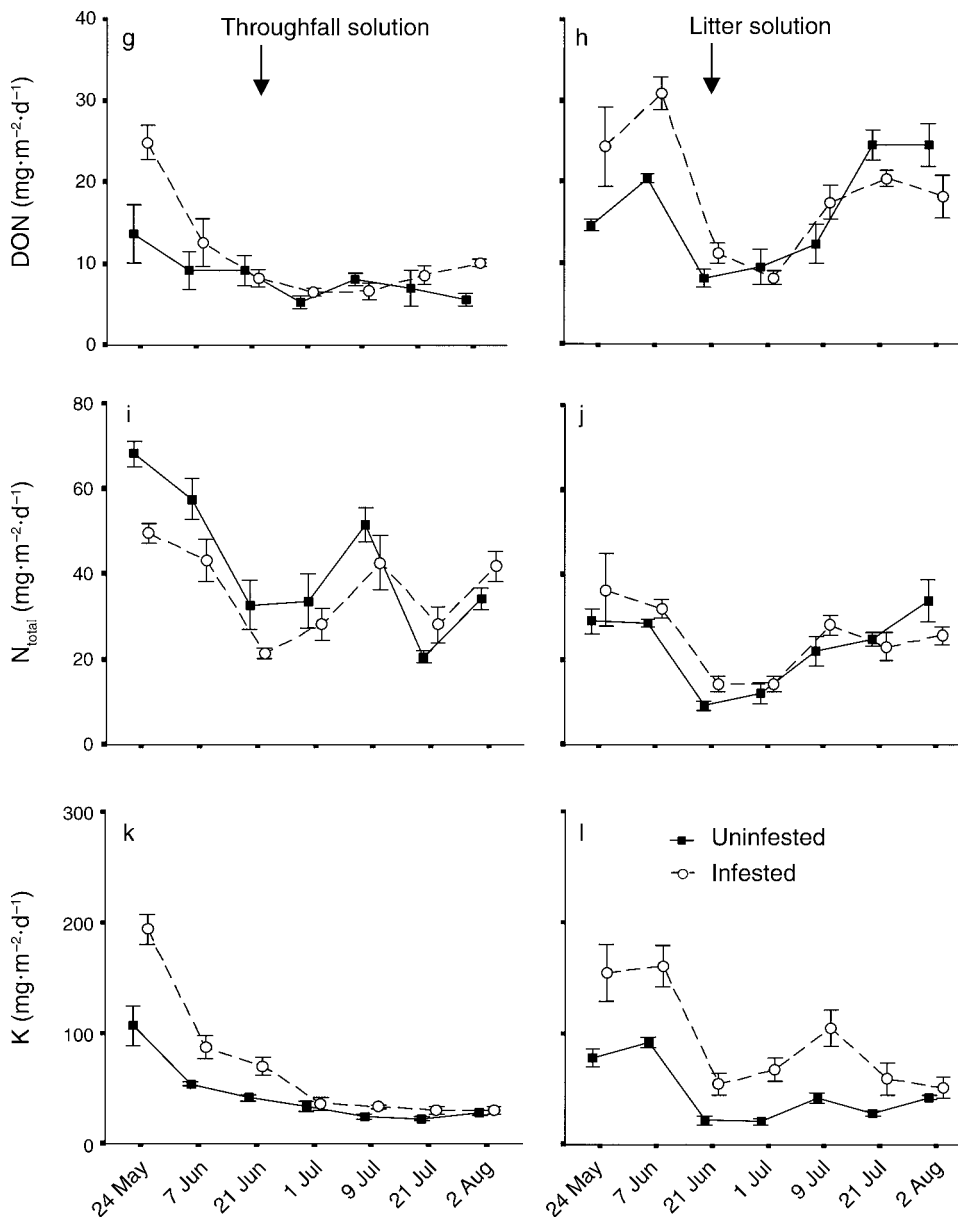 Throughfall solution
Litter solution
g
h
DON (mg·m⁻²·d⁻¹)
40
30
20
10
0
i
j
N_total (mg·m⁻²·d⁻¹)
80
60
40
20
0
k
l
K (mg·m⁻²·d⁻¹)
300
200
100
0
Uninfested
Infested
24 May
7 Jun
21 Jun
1 Jul
9 Jul
21 Jul
2 Aug
24 May
7 Jun
21 Jun
1 Jul
9 Jul
21 Jul
2 Aug